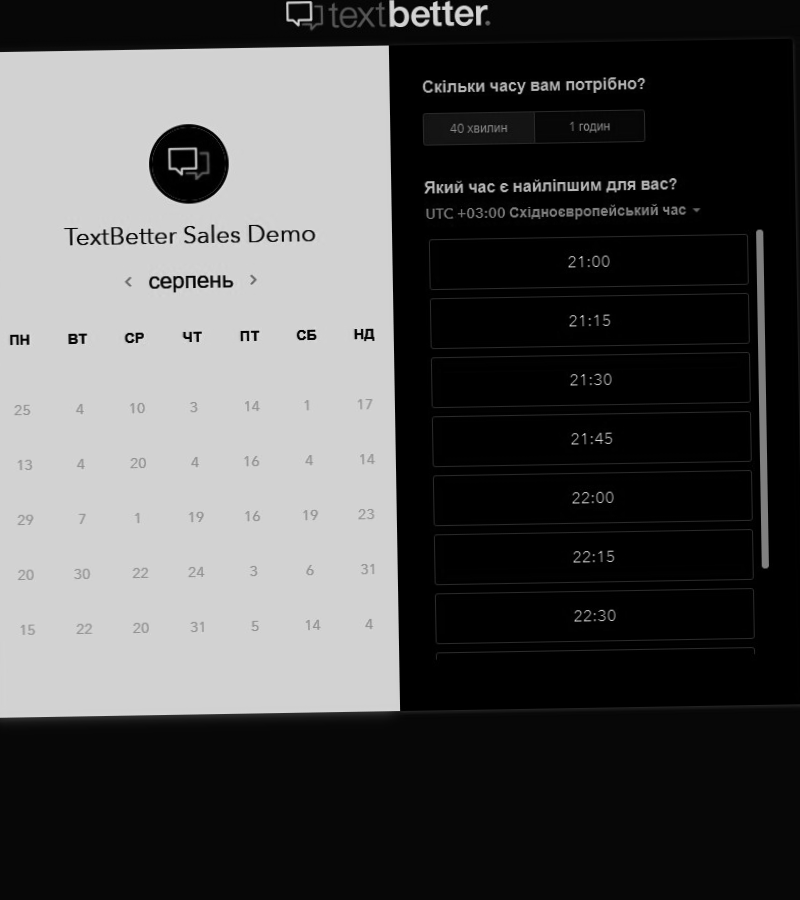 textbetter.
TextBetter Sales Demo
серпень
ПН ВТ СР ЧТ ПТ СБ НД
25 4 10 3 14 1 17
13 4 20 4 16 4 14
29 7 1 19 16 19 23
20 30 22 24 3 6 31
15 22 20 31 5 14 4
Скільки часу вам потрібно?
40 хвилин 1 годин
Який час є найліпшим для вас?
UTC +03:00 Східноєвропейський час
21:00
21:15
21:30
21:45
22:00
22:15
22:30